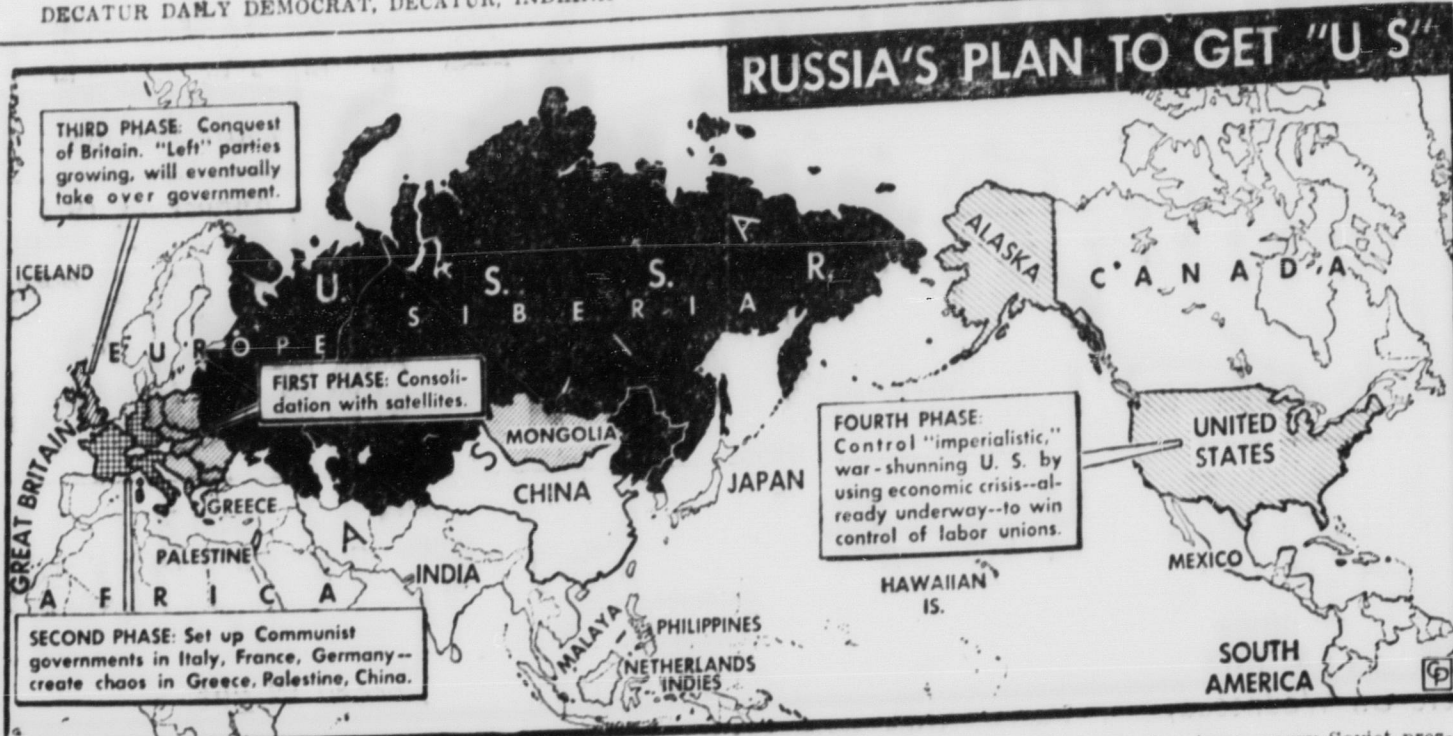 DECATUR DAILY DEMOCRAT, DECATUR,
RUSSIA'S PLAN TO GET "U S"
THIRD PHASE: Conquest
of Britain. "Left" parties
growing, will eventually
take over government.
ICELAND
EUROPE
U. S. S. R.
SIBERIA
ASIA
ALASKA
CANADA
FIRST PHASE: Consoli-
dation with satellites.
MONGOLIA
FOURTH PHASE:
Control "imperialistic,"
war-shunning U. S. by
using economic crisis--al-
ready underway--to win
control of labor unions.
UNITED
STATES
GREAT BRITAIN
GREECE
CHINA
JAPAN
PALESTINE
INDIA
AFRICA
MEXICO
HAWAIIAN
IS.
SECOND PHASE: Set up Communist
governments in Italy, France, Germany--
create chaos in Greece, Palestine, China.
MALAYA
PHILIPPINES
NETHERLANDS
INDIES
SOUTH
AMERICA
CP
Soviet